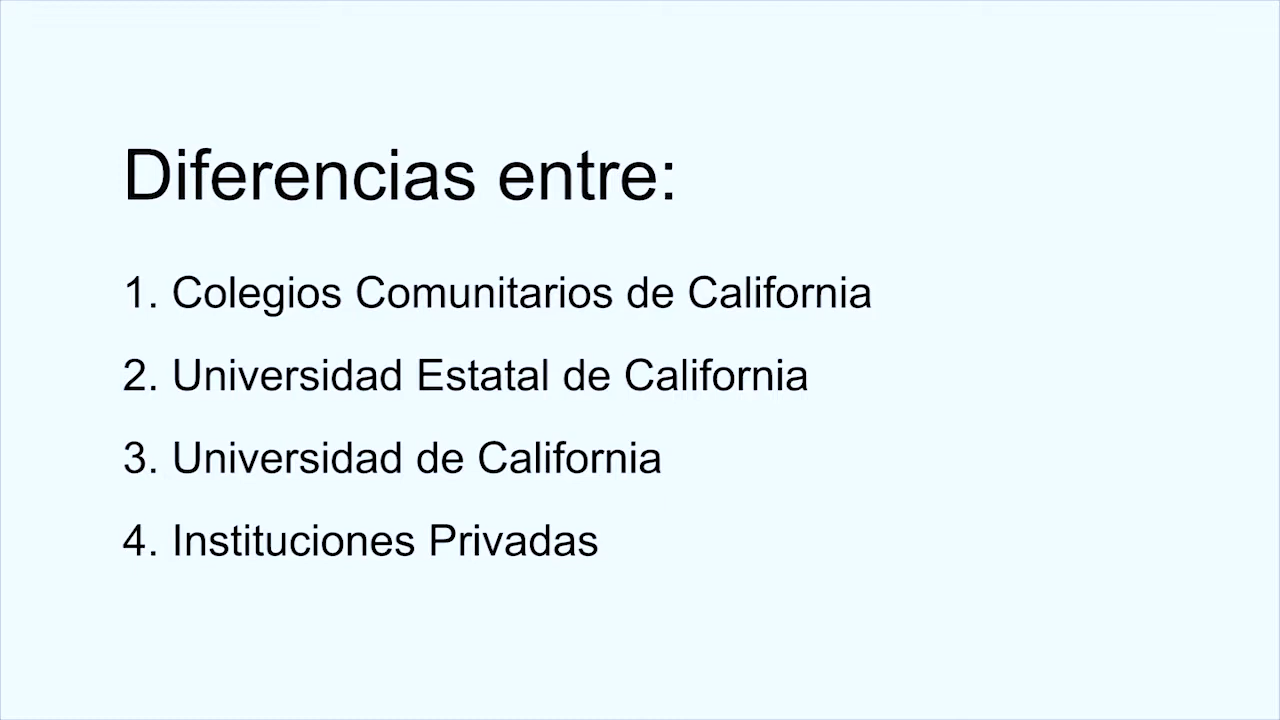 Diferencias entre:
1. Colegios Comunitarios de California
2. Universidad Estatal de California
3. Universidad de California
4. Instituciones Privadas